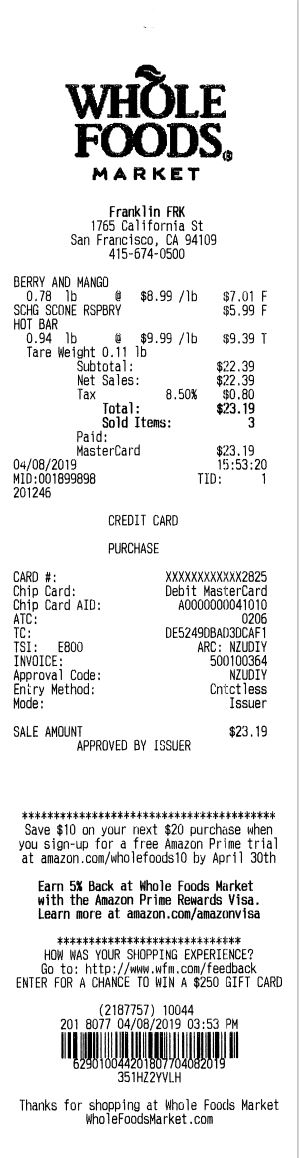 WHOLE
FOODS®
MARKET
Franklin FRK
1765 California St
San Francisco, CA 94109
415-674-0500
BERRY AND MANGO
0.78 lb @ $8.99 /lb $7.01 F
SCHG SCONE RSPBRY $5.99 F
HOT BAR
0.94 lb @ $9.99 /lb $9.39 T
Tare Weight 0.11 lb
Subtotal: $22.39
Net Sales: $22.39
Tax 8.50% $0.80
Total: $23.19
Sold Items: 3
Paid:
MasterCard $23.19
04/08/2019 15:53:20
MID:001899898 TID: 1
201246
CREDIT CARD
PURCHASE
CARD #: XXXXXXXXXXXX2825
Chip Card: Debit MasterCard
Chip Card AID: A0000000041010
ATC: 0206
TC: DE5249DBAD3DCAF1
TSI: E800 ARC: NZUDIY
INVOICE: 500100364
Approval Code: NZUDIY
Entry Method: Cntctless
Mode: Issuer
SALE AMOUNT $23.19
APPROVED BY ISSUER
****************************************
Save $10 on your next $20 purchase when
you sign-up for a free Amazon Prime trial
at amazon.com/wholefoods10 by April 30th
Earn 5% Back at Whole Foods Market
with the Amazon Prime Rewards Visa.
Learn more at amazon.com/amazonvisa
*****************************
HOW WAS YOUR SHOPPING EXPERIENCE?
Go to: http://www.wfm.com/feedback
ENTER FOR A CHANCE TO WIN A $250 GIFT CARD
(2187757) 10044
201 8077 04/08/2019 03:53 PM
62901004420180770408​2019
351HZ2YVLH
Thanks for shopping at Whole Foods Market
WholeFoodsMarket.com